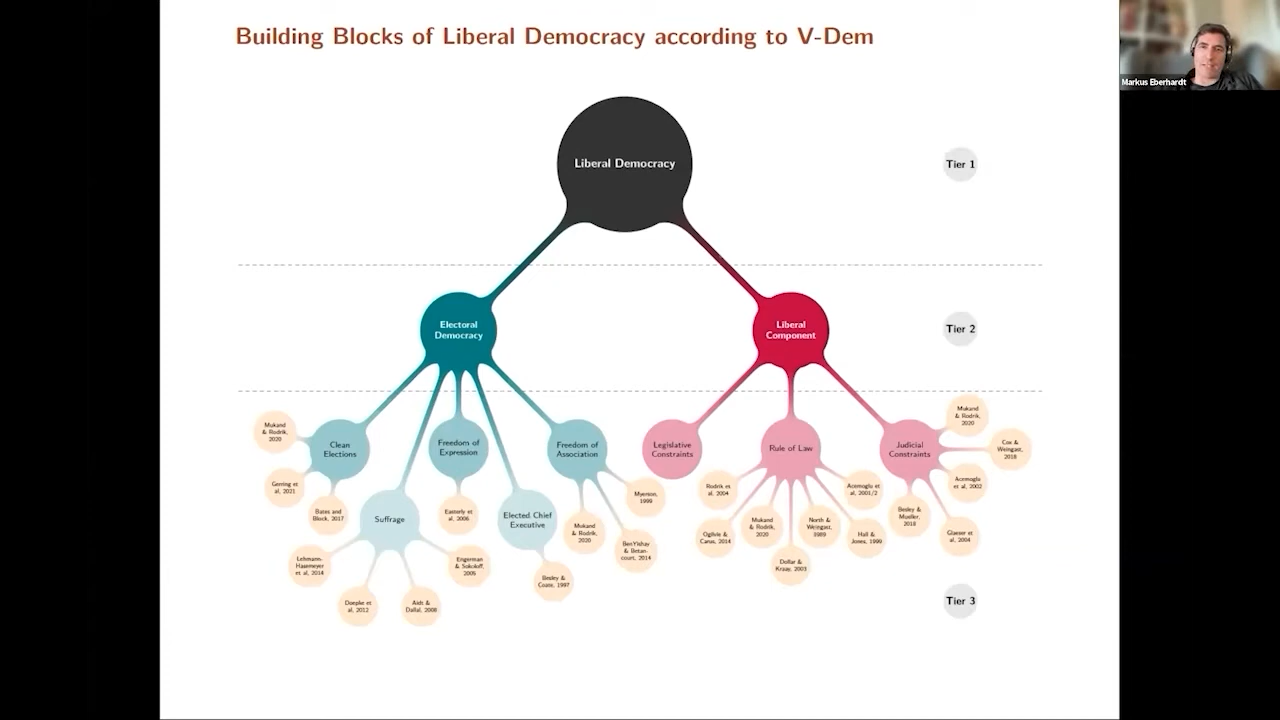 Building Blocks of Liberal Democracy according to V-Dem
Markus Eberhardt
Liberal Democracy
Tier 1
Electoral
Democracy
Liberal
Component
Tier 2
Clean
Elections
Freedom of
Expression
Freedom of
Association
Legislative
Constraints
Rule of Law
Judicial
Constraints
Suffrage
Elected Chief
Executive
Mukand
& Rodrik,
2020
Gerring et
al, 2021
Bates and
Block, 2017
Lehmann-
Hasemeyer
et al, 2014
Doepke et
al, 2012
Aidt &
Dallal, 2008
Engerman
& Sokoloff,
2005
Easterly et
al, 2006
Besley &
Coate, 1997
Mukand
& Rodrik,
2020
BenYishay
& Betan-
court, 2014
Myerson,
1999
Rodrik et
al, 2004
Ogilvie &
Carus, 2014
Mukand
& Rodrik,
2020
Dollar &
Kraay, 2003
North &
Weingast,
1989
Hall &
Jones, 1999
Acemoglu et
al, 2001/2
Mukand
& Rodrik,
2020
Cox &
Weingast,
2018
Acemoglu
et al, 2002
Glaeser et
al, 2004
Besley &
Mueller,
2018
Tier 3